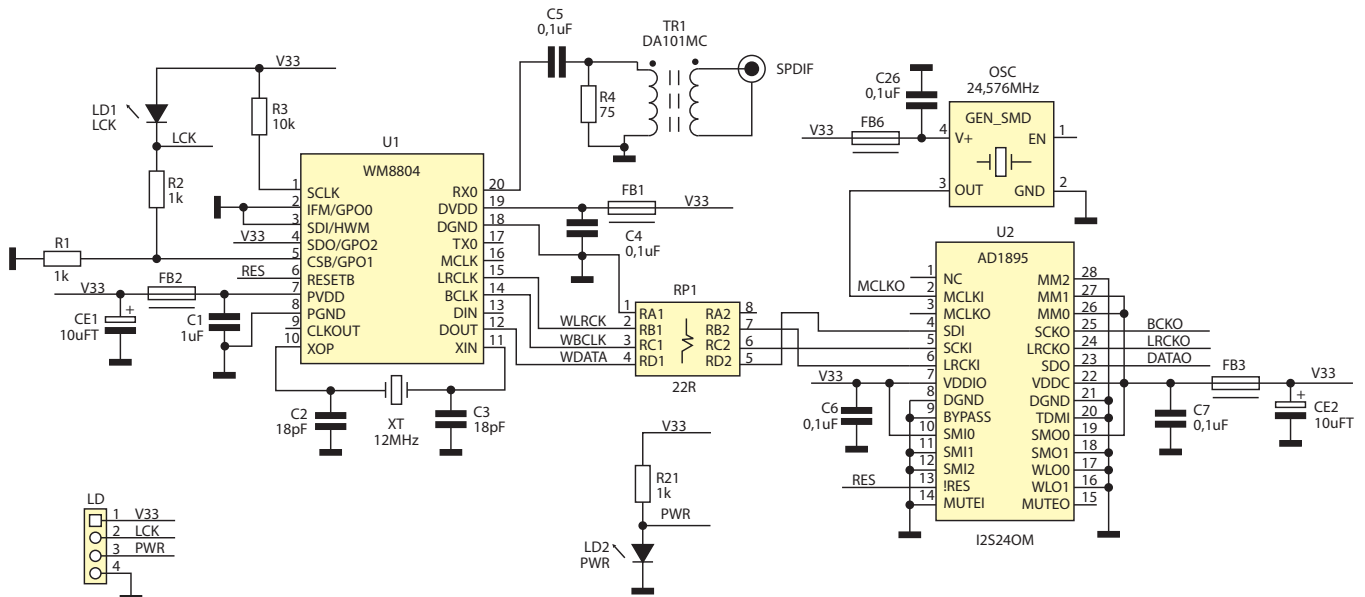 C5
0,1uF
TR1
DA101MC
SPDIF
R4
75
V33
LD1
LCK
LCK
R3
10k
R2
1k
R1
1k
U1
WM8804
1 SCLK
2 IFM/GPO0
3 SDI/HWM
4 SDO/GPO2
5 CSB/GPO1
6 RESETB
7 PVDD
8 PGND
9 CLKOUT
10 XOP
RX0 20
DVDD 19
DGND 18
TX0 17
MCLK 16
LRCLK 15
BCLK 14
DIN 13
DOUT 12
XIN 11
V33
RES
V33
FB2
CE1
10uFT
+
C1
1uF
C2
18pF
XT
12MHz
C3
18pF
FB1
V33
C4
0,1uF
WLRCK
WBCLK
WDATA
RP1
1 RA1 RA2 8
2 RB1 RB2 7
3 RC1 RC2 6
4 RD1 RD2 5
22R
C26
0,1uF
V33
FB6
OSC
24,576MHz
GEN_SMD
4 V+ EN 1
3 OUT GND 2
MCLKO
U2
AD1895
1 NC
2 MCLKI
3 MCLKO
4 SDI
5 SCKI
6 LRCKI
7 VDDIO
8 DGND
9 BYPASS
10 SMI0
11 SMI1
12 SMI2
13 !RES
14 MUTEI
MM2 28
MM1 27
MM0 26
SCKO 25
LRCKO 24
SDO 23
VDDC 22
DGND 21
TDMI 20
SMO0 19
SMO1 18
WLO0 17
WLO1 16
MUTEO 15
I2S24OM
BCKO
LRCKO
DATAO
V33
C6
0,1uF
RES
FB3
V33
C7
0,1uF
+
CE2
10uFT
V33
R21
1k
PWR
LD2
PWR
LD
1 V33
2 LCK
3 PWR
4